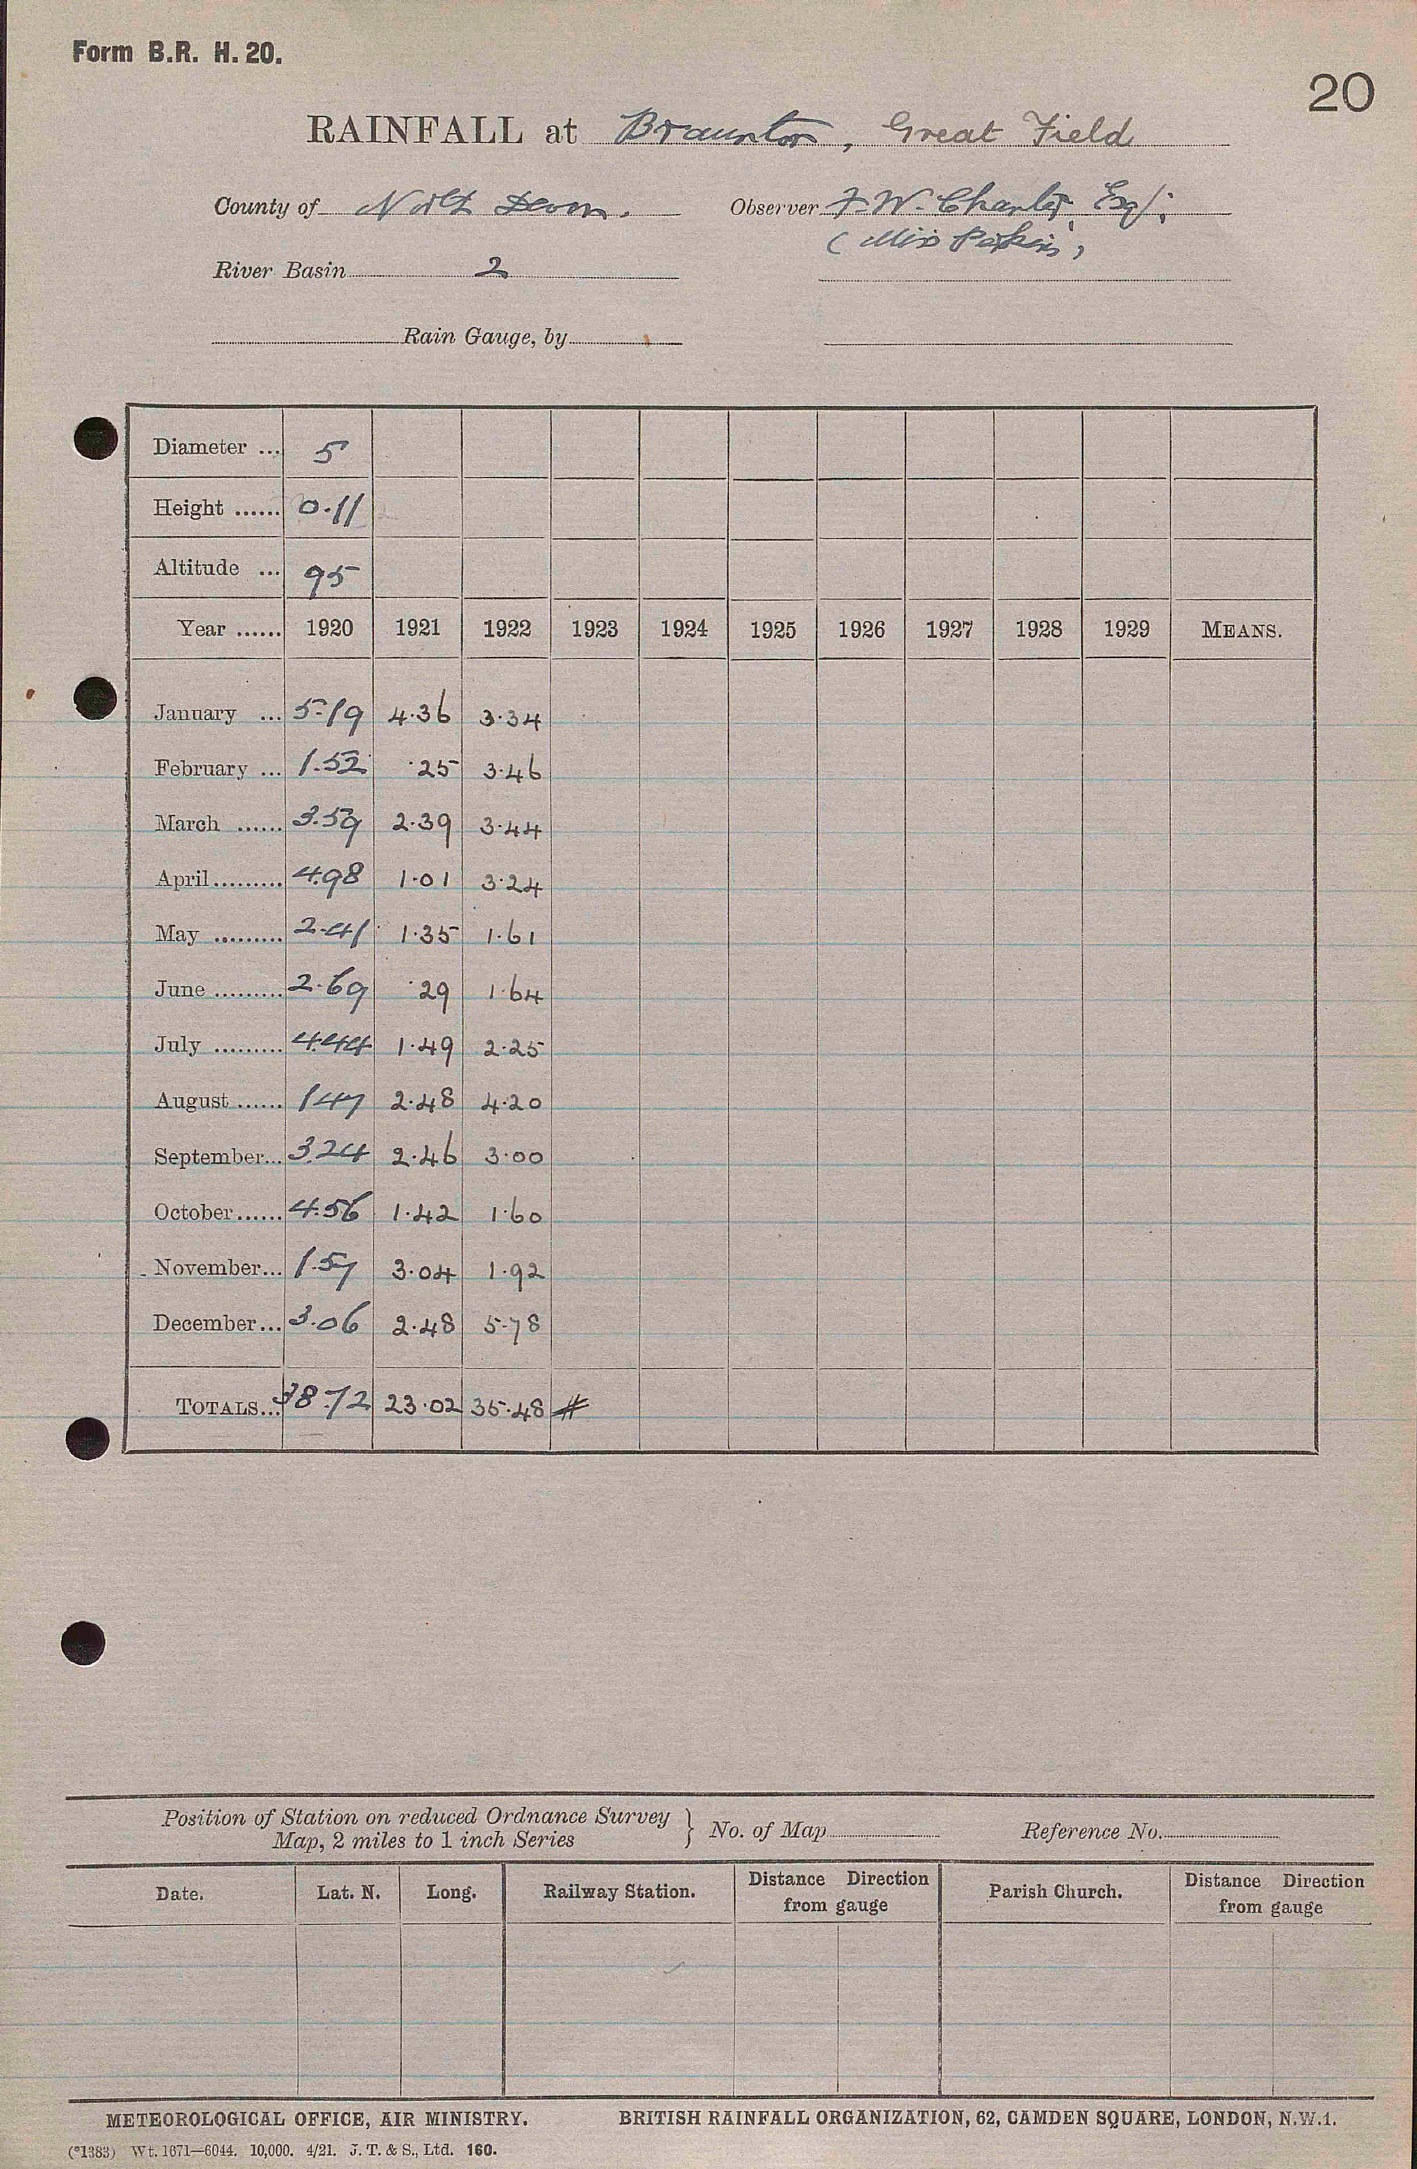 Form B.R. H. 20.
20
RAINFALL at Braunton, Great Field
County of North Devon. Observer F. W. Charley Esq;
(Miss Perkins)
River Basin 2
Rain Gauge, by
Diameter ... 5
Height ...... 0.11
Altitude ... 95
Year ...... 1920 1921 1922 1923 1924 1925 1926 1927 1928 1929 MEANS.
January ... 5.19 4.36 3.34
February ... 1.52 .25 3.46
March ...... 3.59 2.39 3.44
April......... 4.98 1.01 3.24
May ......... 2.41 1.35 1.61
June ......... 2.69 .29 1.64
July ......... 4.44 1.49 2.25
August...... 1.47 2.48 4.20
September... 3.24 2.46 3.00
October...... 4.56 1.42 1.60
November... 1.57 3.04 1.92
December... 3.06 2.48 5.78
TOTALS... 38.72 23.02 35.48 #
Position of Station on reduced Ordnance Survey
Map, 2 miles to 1 inch Series } No. of Map Reference No.
Date. Lat. N. Long. Railway Station. Distance Direction from gauge Parish Church. Distance Direction from gauge
METEOROLOGICAL OFFICE, AIR MINISTRY. BRITISH RAINFALL ORGANIZATION, 62, CAMDEN SQUARE, LONDON, N.W.1.
(*1383) Wt. 1671—6044. 10,000. 4/21. J. T. & S., Ltd. 160.